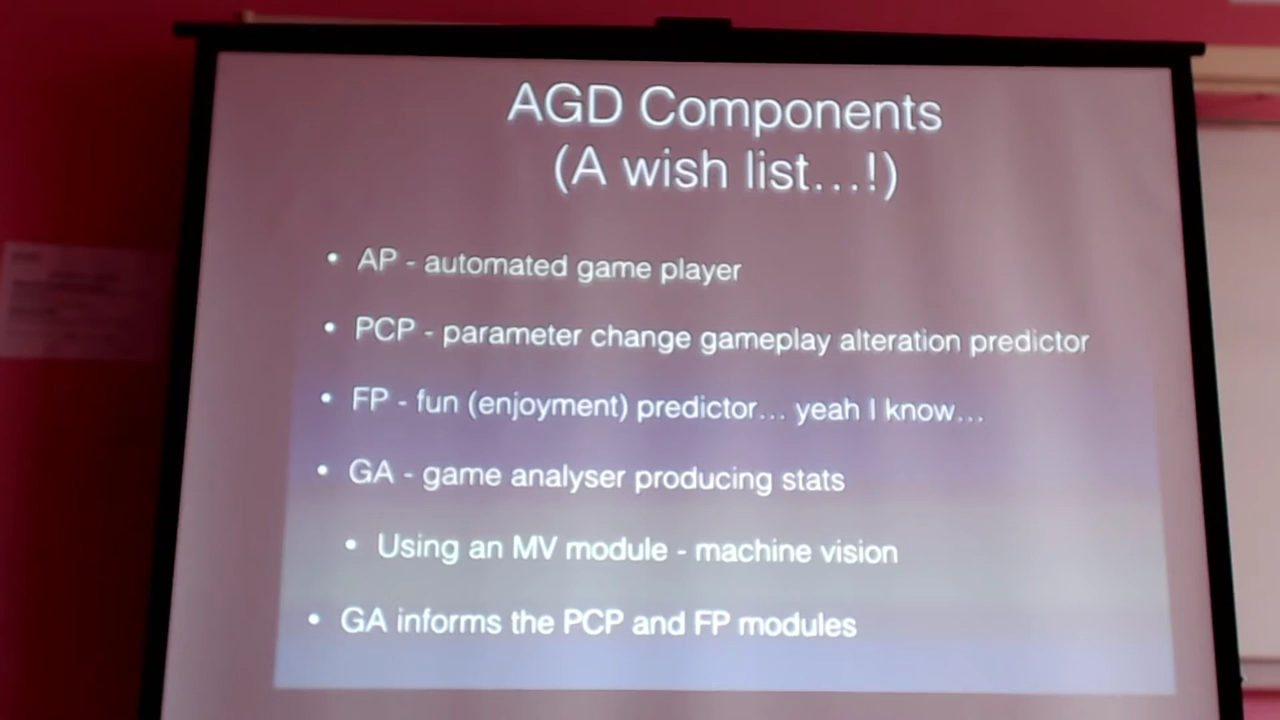 AGD Components
(A wish list…!)
• AP - automated game player
• PCP - parameter change gameplay alteration predictor
• FP - fun (enjoyment) predictor… yeah I know…
• GA - game analyser producing stats
• Using an MV module - machine vision
• GA informs the PCP and FP modules